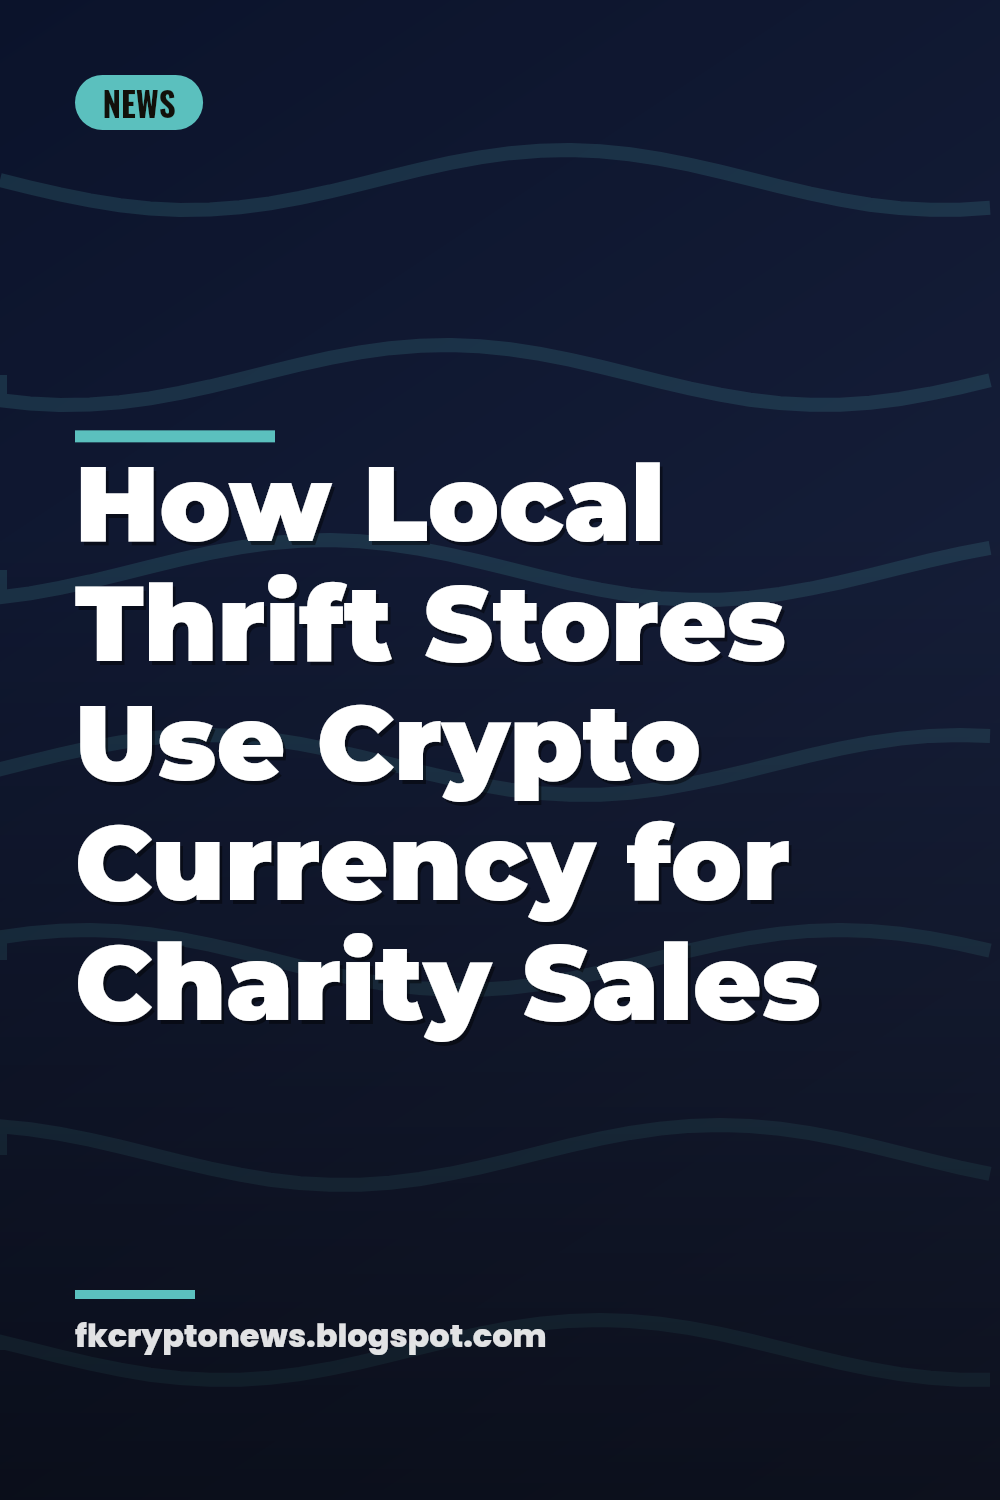 NEWS
How Local
Thrift Stores
Use Crypto
Currency for
Charity Sales
fkcryptonews.blogspot.com